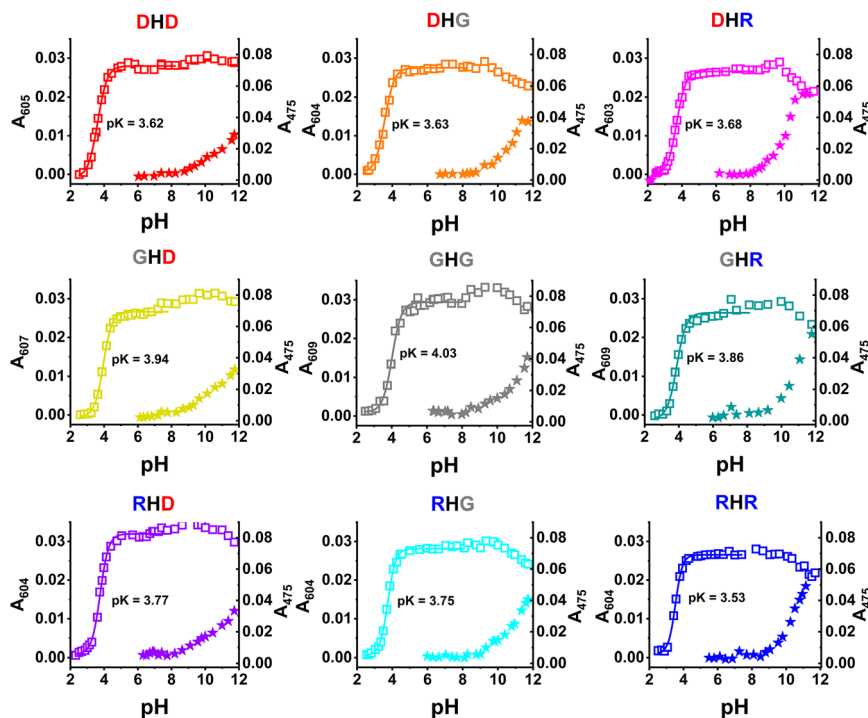 DHD
DHG
DHR
A605
0.03
0.02
0.01
0.00
pK = 3.62
0.08
0.06
0.04
0.02
0.00
A475
2 4 6 8 10 12
pH
A604
0.03
0.02
0.01
0.00
pK = 3.63
0.08
0.06
0.04
0.02
0.00
A475
2 4 6 8 10 12
pH
A603
0.03
0.02
0.01
0.00
pK = 3.68
0.08
0.06
0.04
0.02
0.00
A475
2 4 6 8 10 12
pH
GHD
GHG
GHR
A607
0.03
0.02
0.01
0.00
pK = 3.94
0.08
0.06
0.04
0.02
0.00
A475
2 4 6 8 10 12
pH
A609
0.03
0.02
0.01
0.00
pK = 4.03
0.08
0.06
0.04
0.02
0.00
A475
2 4 6 8 10 12
pH
A609
0.03
0.02
0.01
0.00
pK = 3.86
0.08
0.06
0.04
0.02
0.00
A475
2 4 6 8 10 12
pH
RHD
RHG
RHR
A604
0.03
0.02
0.01
0.00
pK = 3.77
0.08
0.06
0.04
0.02
0.00
A475
2 4 6 8 10 12
pH
A604
0.03
0.02
0.01
0.00
pK = 3.75
0.08
0.06
0.04
0.02
0.00
A475
2 4 6 8 10 12
pH
A604
0.03
0.02
0.01
0.00
pK = 3.53
0.08
0.06
0.04
0.02
0.00
A475
2 4 6 8 10 12
pH